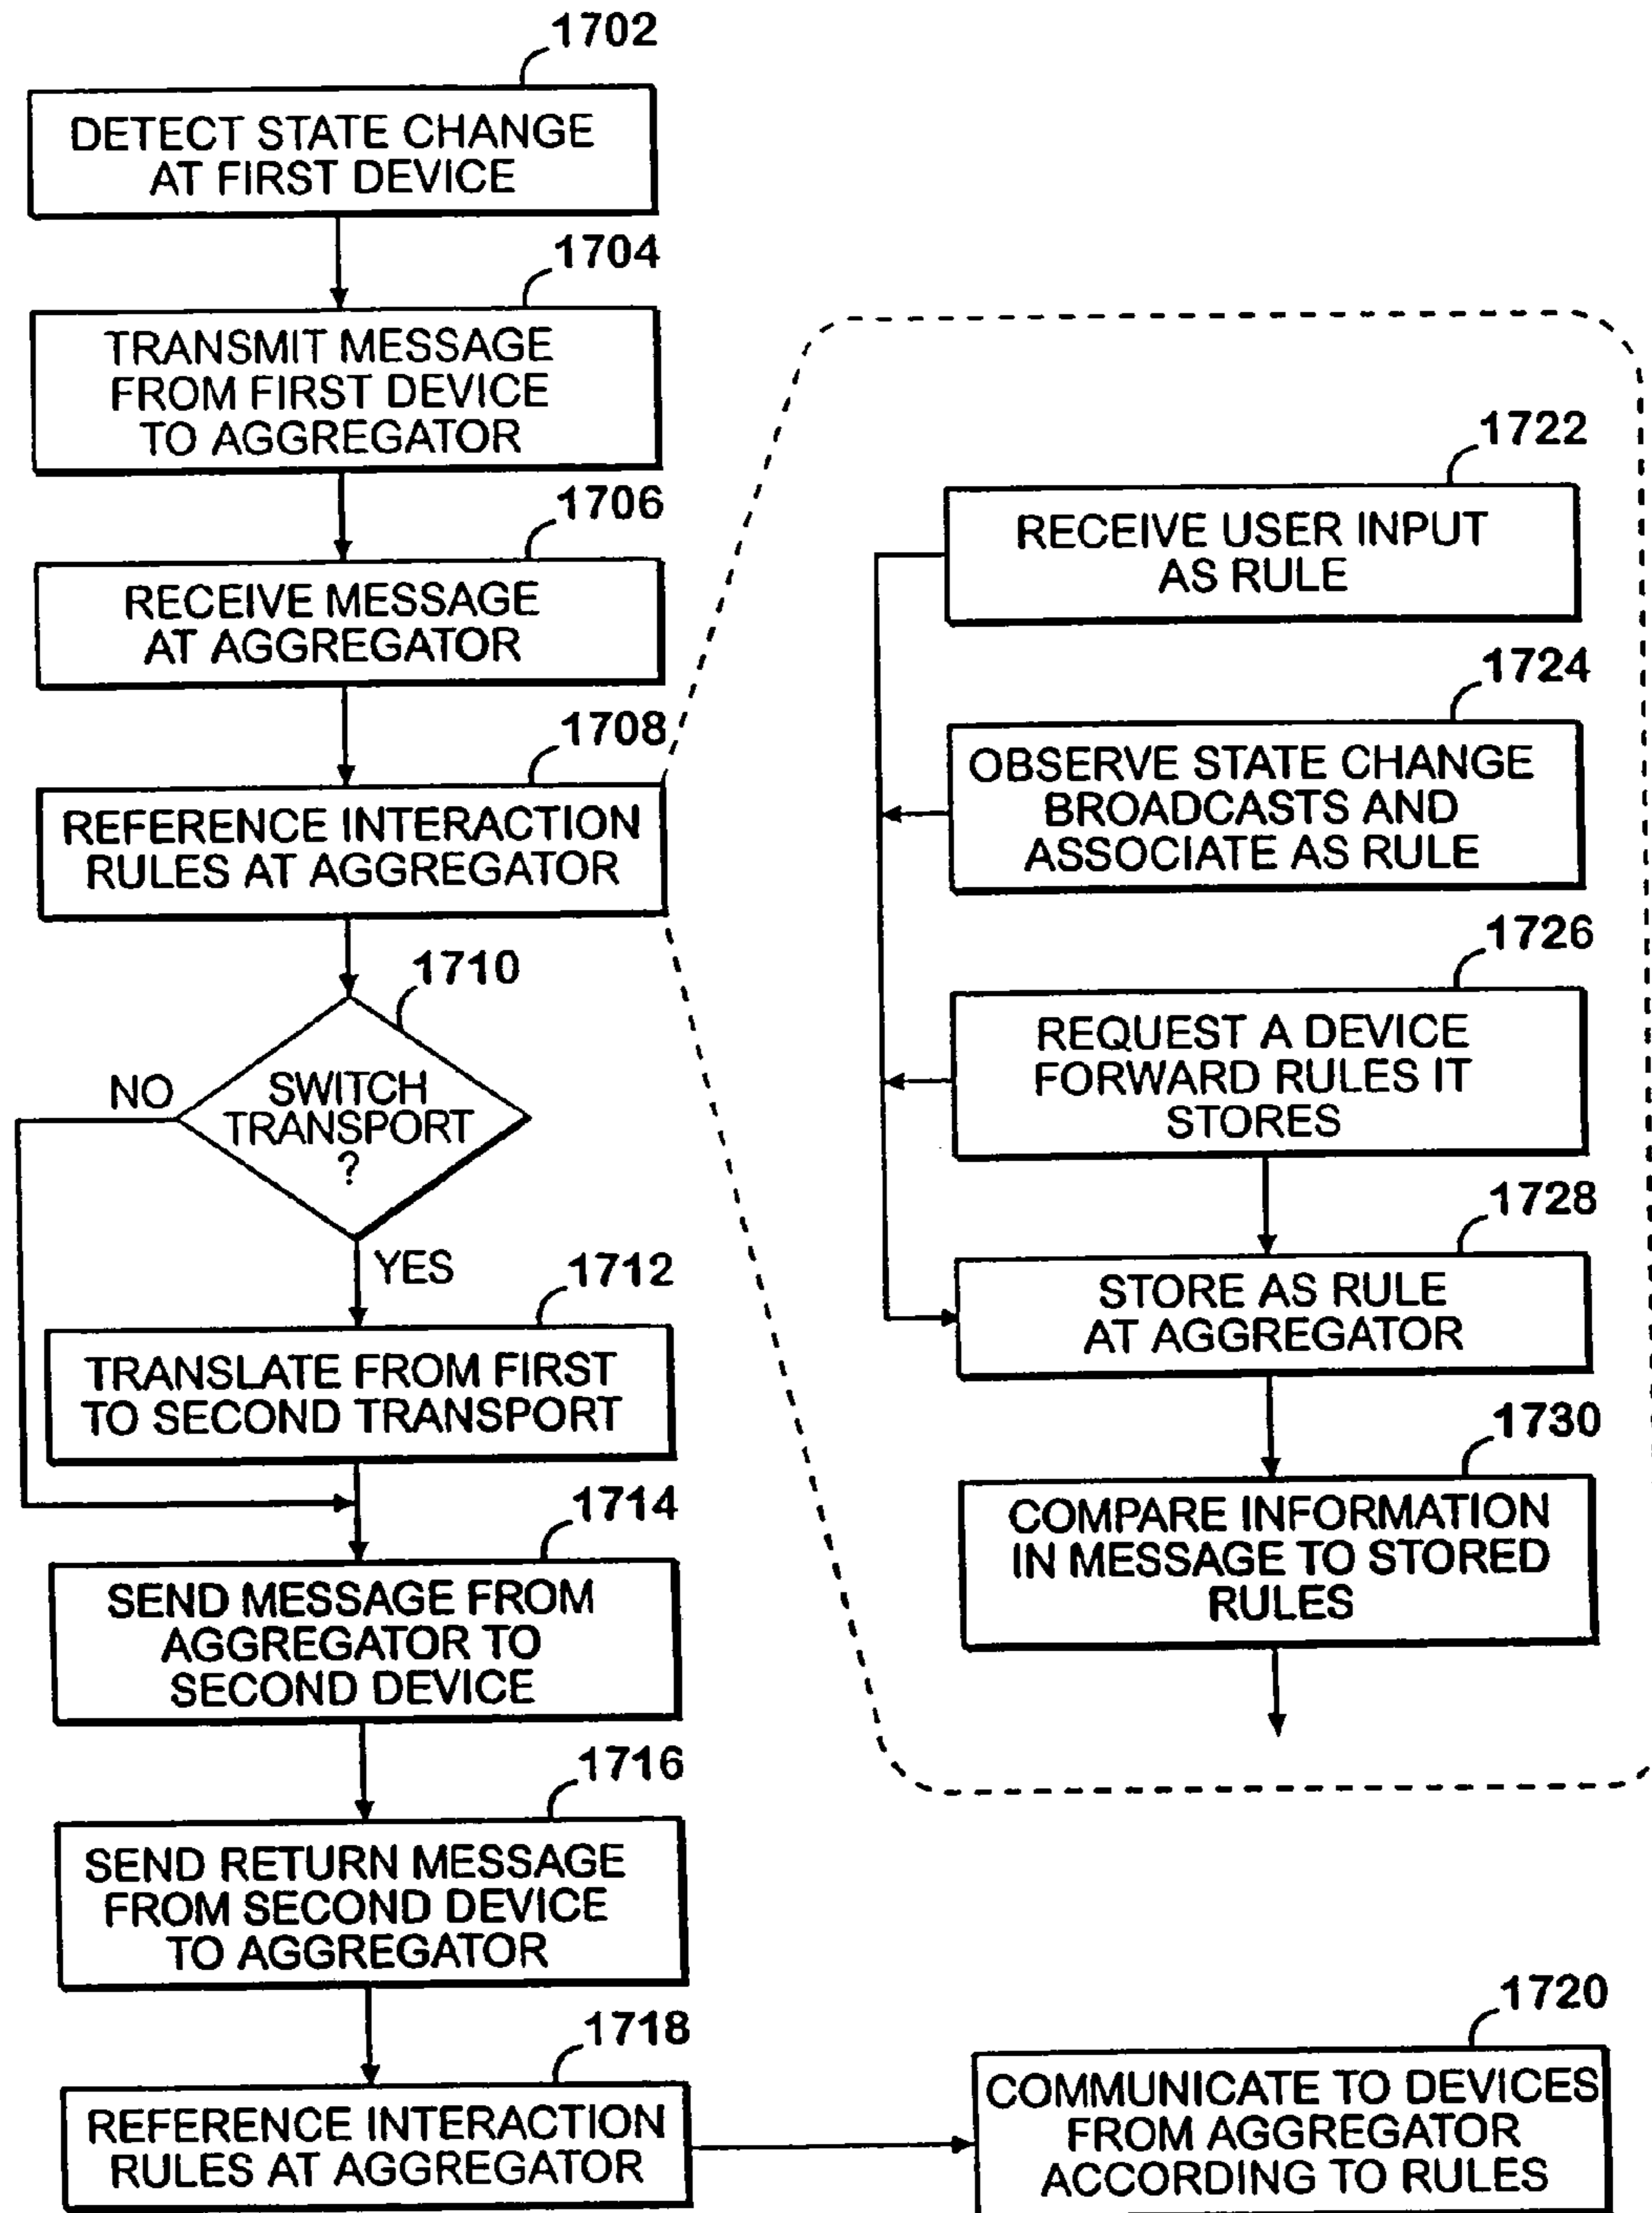 1702
DETECT STATE CHANGE
AT FIRST DEVICE
1704
TRANSMIT MESSAGE
FROM FIRST DEVICE
TO AGGREGATOR
1706
RECEIVE MESSAGE
AT AGGREGATOR
1708
REFERENCE INTERACTION
RULES AT AGGREGATOR
1710
NO
SWITCH
TRANSPORT
?
YES
1712
TRANSLATE FROM FIRST
TO SECOND TRANSPORT
1714
SEND MESSAGE FROM
AGGREGATOR TO
SECOND DEVICE
1716
SEND RETURN MESSAGE
FROM SECOND DEVICE
TO AGGREGATOR
1718
REFERENCE INTERACTION
RULES AT AGGREGATOR
1722
RECEIVE USER INPUT
AS RULE
1724
OBSERVE STATE CHANGE
BROADCASTS AND
ASSOCIATE AS RULE
1726
REQUEST A DEVICE
FORWARD RULES IT
STORES
1728
STORE AS RULE
AT AGGREGATOR
1730
COMPARE INFORMATION
IN MESSAGE TO STORED
RULES
1720
COMMUNICATE TO DEVICES
FROM AGGREGATOR
ACCORDING TO RULES